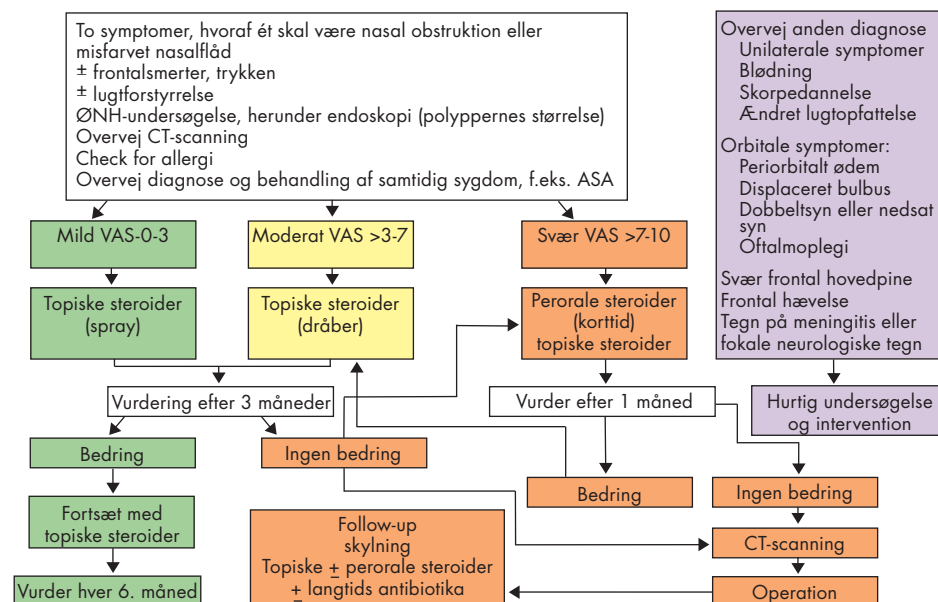 To symptomer, hvoraf ét skal være nasal obstruktion eller
misfarvet nasalflåd
± frontalsmerter, trykken
± lugtforstyrrelse
ØNH-undersøgelse, herunder endoskopi (polyppernes størrelse)
Overvej CT-scanning
Check for allergi
Overvej diagnose og behandling af samtidig sygdom, f.eks. ASA
Overvej anden diagnose
Unilaterale symptomer
Blødning
Skorpedannelse
Ændret lugtopfattelse
Orbitale symptomer:
Periorbitalt ødem
Displaceret bulbus
Dobbeltsyn eller nedsat
syn
Oftalmoplegi
Svær frontal hovedpine
Frontal hævelse
Tegn på meningitis eller
fokale neurologiske tegn
Hurtig undersøgelse
og intervention
Mild VAS-0-3
Moderat VAS >3-7
Svær VAS >7-10
Topiske steroider
(spray)
Topiske steroider
(dråber)
Perorale steroider
(korttid)
topiske steroider
Vurdering efter 3 måneder
Vurder efter 1 måned
Bedring
Ingen bedring
Bedring
Ingen bedring
Fortsæt med
topiske steroider
Vurder hver 6. måned
Follow-up
skylning
Topiske ± perorale steroider
± langtids antibiotika
CT-scanning
Operation